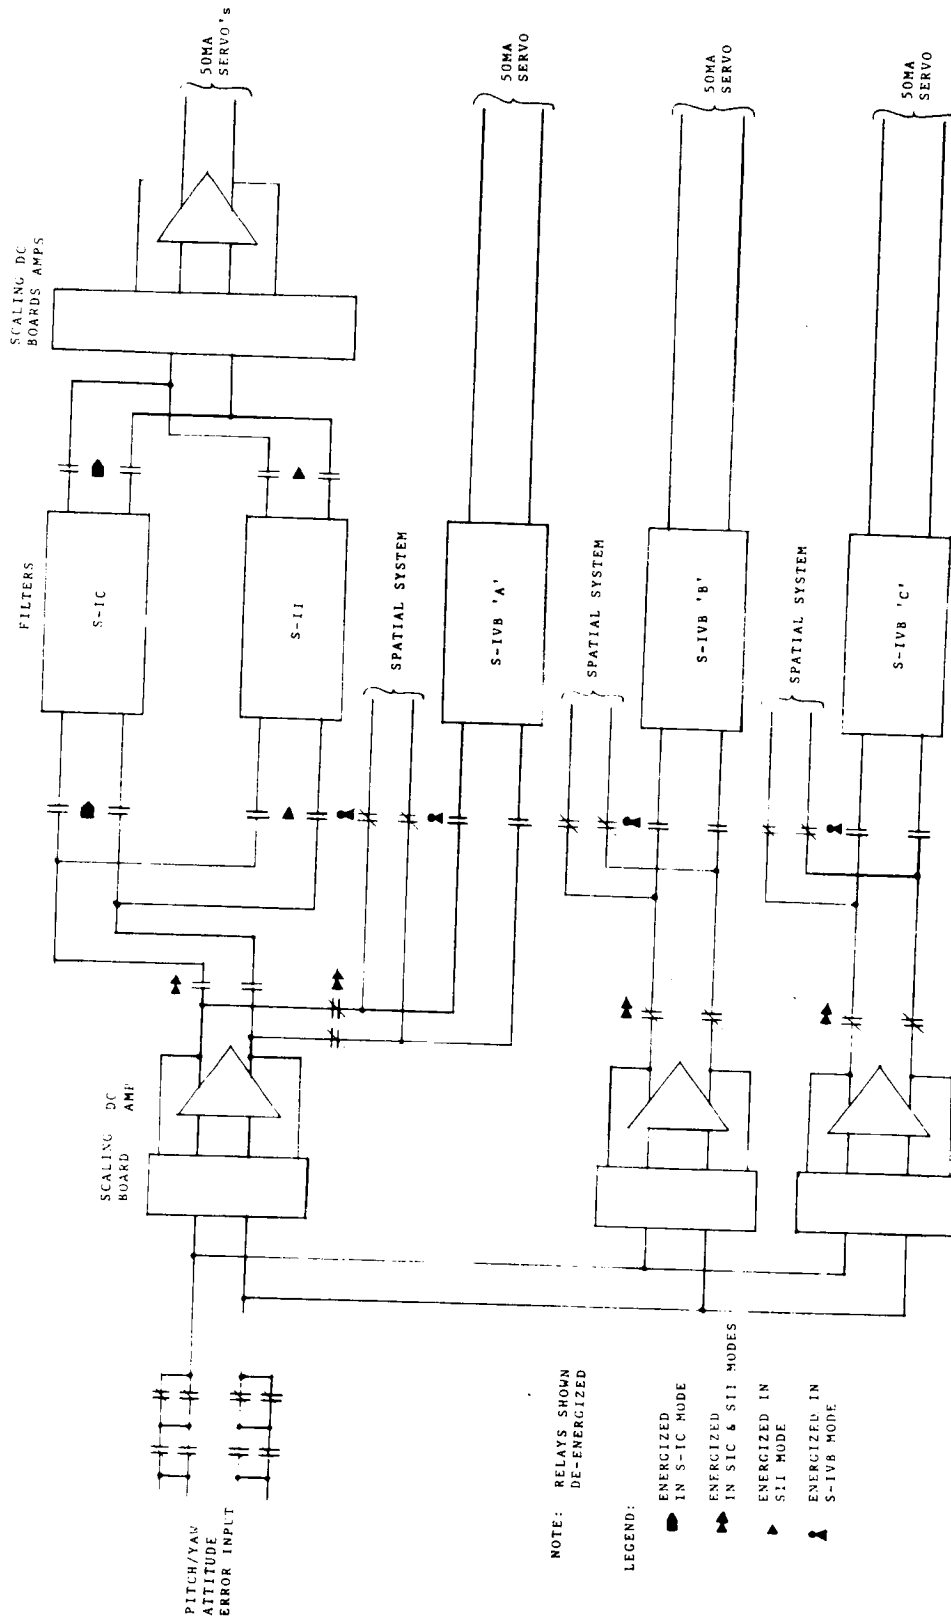 PITCH/YAW
ATTITUDE
ERROR INPUT
SCALING DC
BOARD AMP
FILTERS
S-IC
S-II
SCALING DC
BOARDS AMPS
50MA
SERVO's
SPATIAL SYSTEM
S-IVB 'A'
50MA
SERVO
SPATIAL SYSTEM
S-IVB 'B'
50MA
SERVO
SPATIAL SYSTEM
S-IVB 'C'
50MA
SERVO
NOTE: RELAYS SHOWN
DE-ENERGIZED
LEGEND:
ENERGIZED
IN S-IC MODE
ENERGIZED
IN SIC & SII MODES
ENERGIZED IN
SII MODE
ENERGIZED IN
S-IVB MODE